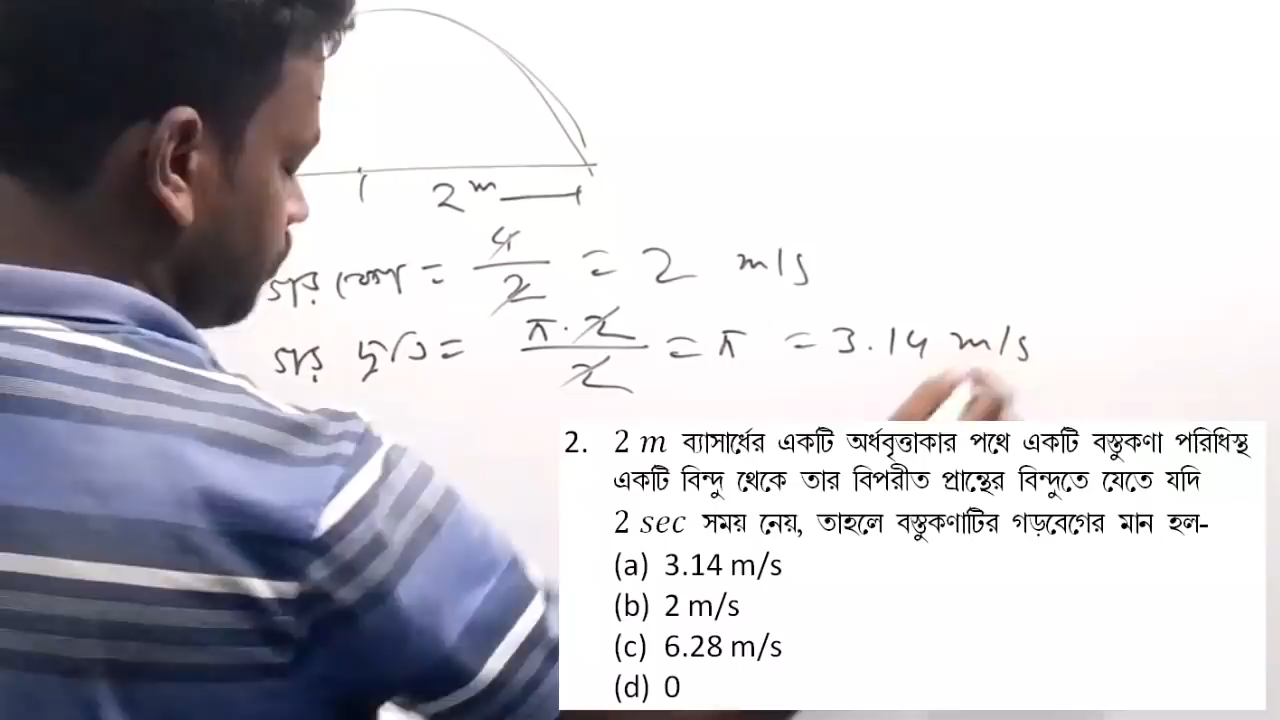 2 m
গড় বেগ = 4/2 = 2 m/s
গড় দ্রুতি = π.2/2 = π = 3.14 m/s
2. 2 m ব্যাসার্ধের একটি অর্ধবৃত্তাকার পথে একটি বস্তুকণা পরিধিস্থ
একটি বিন্দু থেকে তার বিপরীত প্রান্তের বিন্দুতে যেতে যদি
2 sec সময় নেয়, তাহলে বস্তুকণাটির গড়বেগের মান হল-
(a) 3.14 m/s
(b) 2 m/s
(c) 6.28 m/s
(d) 0